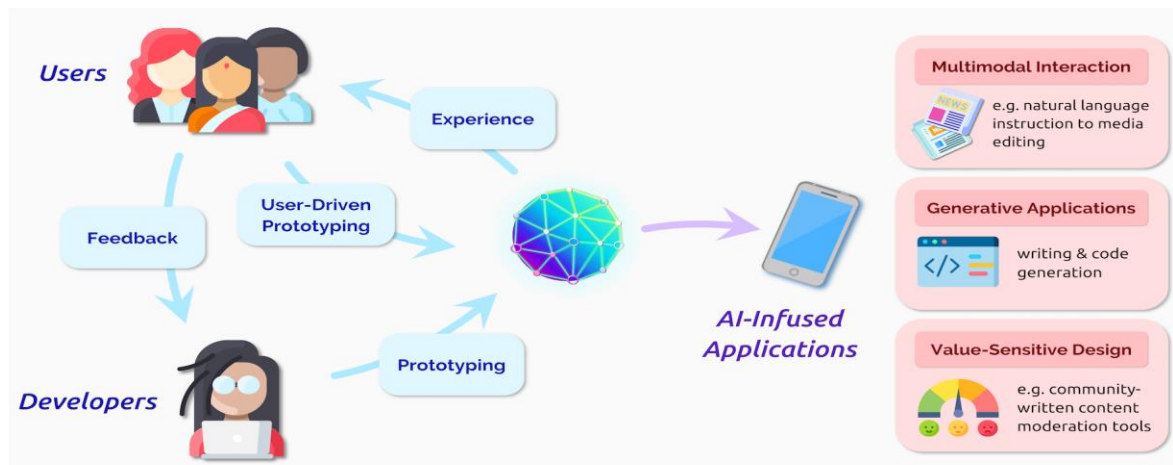 Users
Experience
User-Driven
Prototyping
Feedback
Prototyping
Developers
AI-Infused
Applications
Multimodal Interaction
NEWS
e.g. natural language
instruction to media
editing
Generative Applications
</>
writing & code
generation
Value-Sensitive Design
e.g. community-
written content
moderation tools